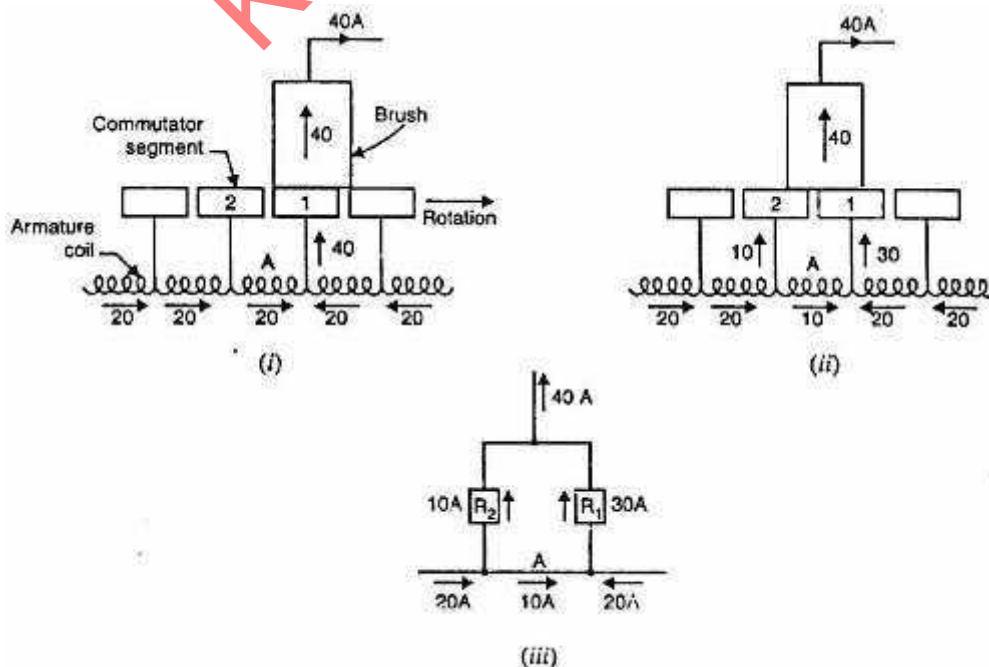 40A
40
Brush
Commutator
segment
2
1
Rotation
Armature
coil
A
40
20
20
20
20
20
(i)
40A
40
2
1
10
A
30
20
20
10
20
20
(ii)
40 A
10A
R2
R1
30A
A
20A
10A
20A
(iii)